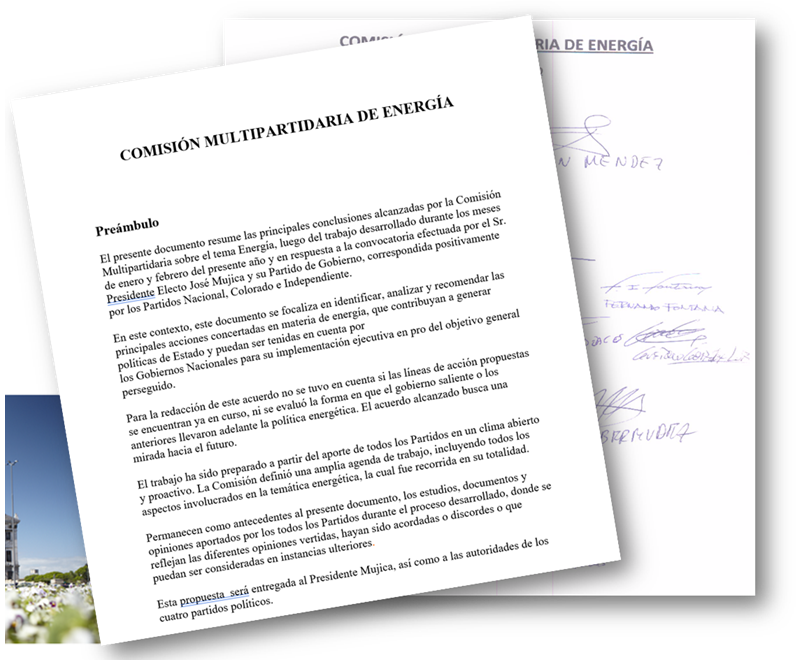 COMISIÓN MULTIPARTIDARIA DE ENERGÍA
Preámbulo
El presente documento resume las principales conclusiones alcanzadas por la Comisión
Multipartidaria sobre el tema Energía, luego del trabajo desarrollado durante los meses
de enero y febrero del presente año y en respuesta a la convocatoria efectuada por el Sr.
Presidente Electo José Mujica y su Partido de Gobierno, correspondida positivamente
por los Partidos Nacional, Colorado e Independiente.
En este contexto, este documento se focaliza en identificar, analizar y recomendar las
principales acciones concertadas en materia de energía, que contribuyan a generar
políticas de Estado y puedan ser tenidas en cuenta por
los Gobiernos Nacionales para su implementación ejecutiva en pro del objetivo general
perseguido.
Para la redacción de este acuerdo no se tuvo en cuenta si las líneas de acción propuestas
se encuentran ya en curso, ni se evaluó la forma en que el gobierno saliente o los
anteriores llevaron adelante la política energética. El acuerdo alcanzado busca una
mirada hacia el futuro.
El trabajo ha sido preparado a partir del aporte de todos los Partidos en un clima abierto
y proactivo. La Comisión definió una amplia agenda de trabajo, incluyendo todos los
aspectos involucrados en la temática energética, la cual fue recorrida en su totalidad.
Permanecen como antecedentes al presente documento, los estudios, documentos y
opiniones aportados por los todos los Partidos durante el proceso desarrollado, donde se
reflejan las diferentes opiniones vertidas, hayan sido acordadas o discordes o que
puedan ser consideradas en instancias ulteriores.
Esta propuesta será entregada al Presidente Mujica, así como a las autoridades de los
cuatro partidos políticos.
RIA DE ENERGÍA
N MENDEZ
FONTANA